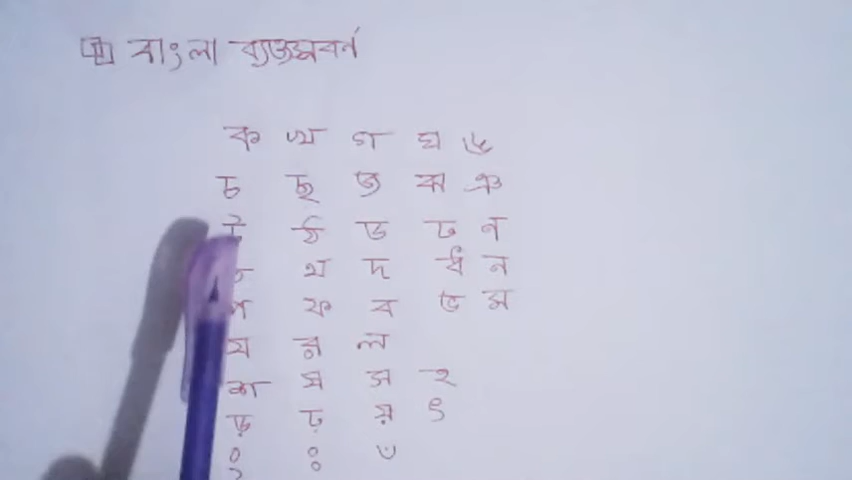 বাংলা ব্যঞ্জনবর্ন
ক খ গ ঘ ঙ
চ ছ জ ঝ ঞ
ট ঠ ড ঢ ন
থ দ ধ ন
প ফ ব ভ ম
য র ল
শ ষ স হ
ড় ঢ় য় ৎ
ং ঃ ঁ